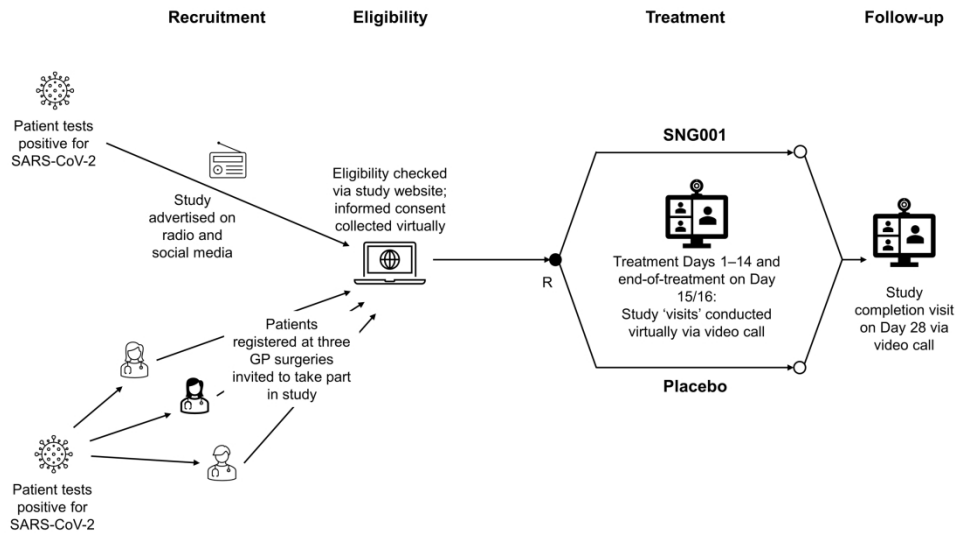 Recruitment
Eligibility
Treatment
Follow-up
Patient tests
positive for
SARS-CoV-2
Study
advertised on
radio and
social media
Eligibility checked
via study website;
informed consent
collected virtually
Patients
registered at three
GP surgeries
invited to take part
in study
Patient tests
positive for
SARS-CoV-2
R
SNG001
Treatment Days 1–14 and
end-of-treatment on Day
15/16:
Study ‘visits’ conducted
virtually via video call
Placebo
Study
completion visit
on Day 28 via
video call